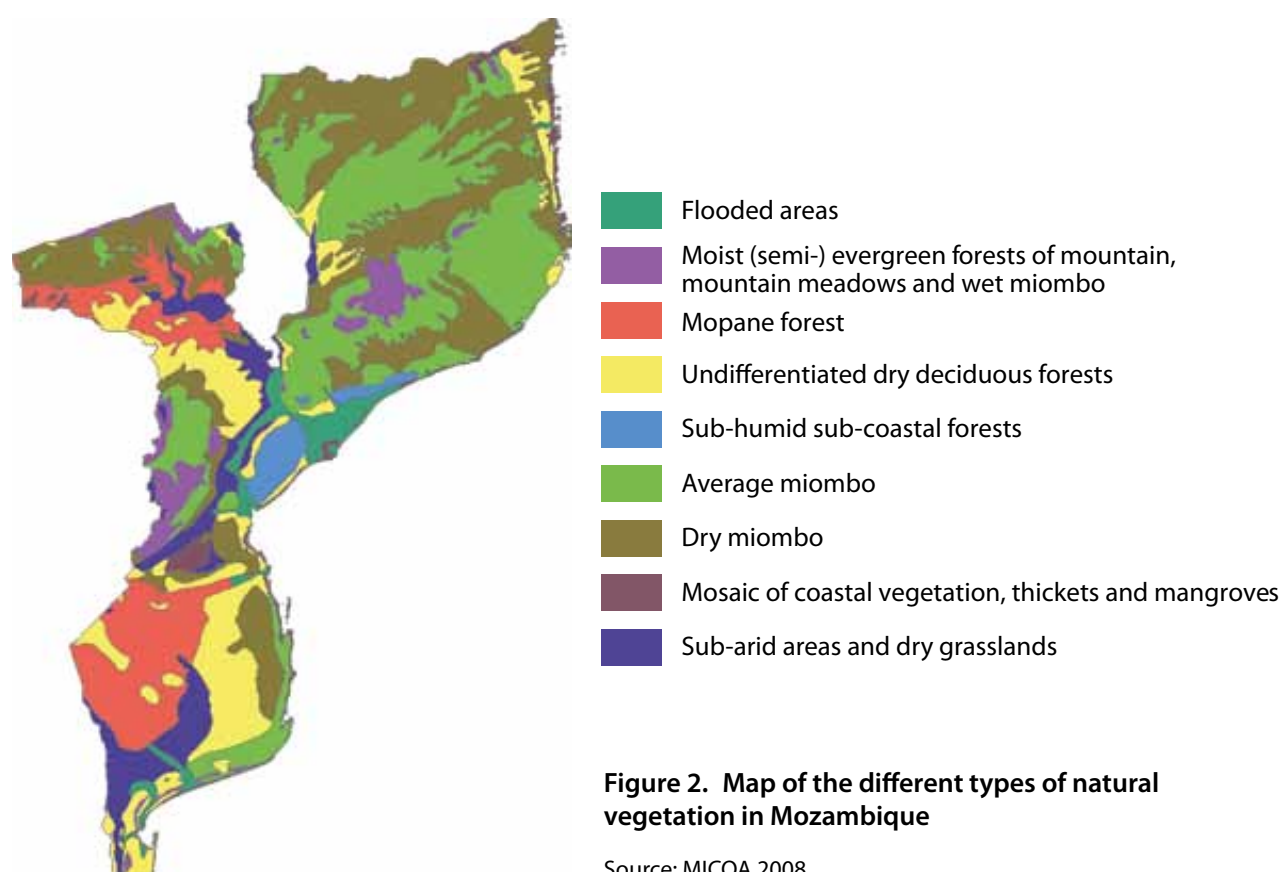 Flooded areas
Moist (semi-) evergreen forests of mountain,
mountain meadows and wet miombo
Mopane forest
Undifferentiated dry deciduous forests
Sub-humid sub-coastal forests
Average miombo
Dry miombo
Mosaic of coastal vegetation, thickets and mangroves
Sub-arid areas and dry grasslands
Figure 2. Map of the different types of natural
vegetation in Mozambique
Source: MICOA 2008